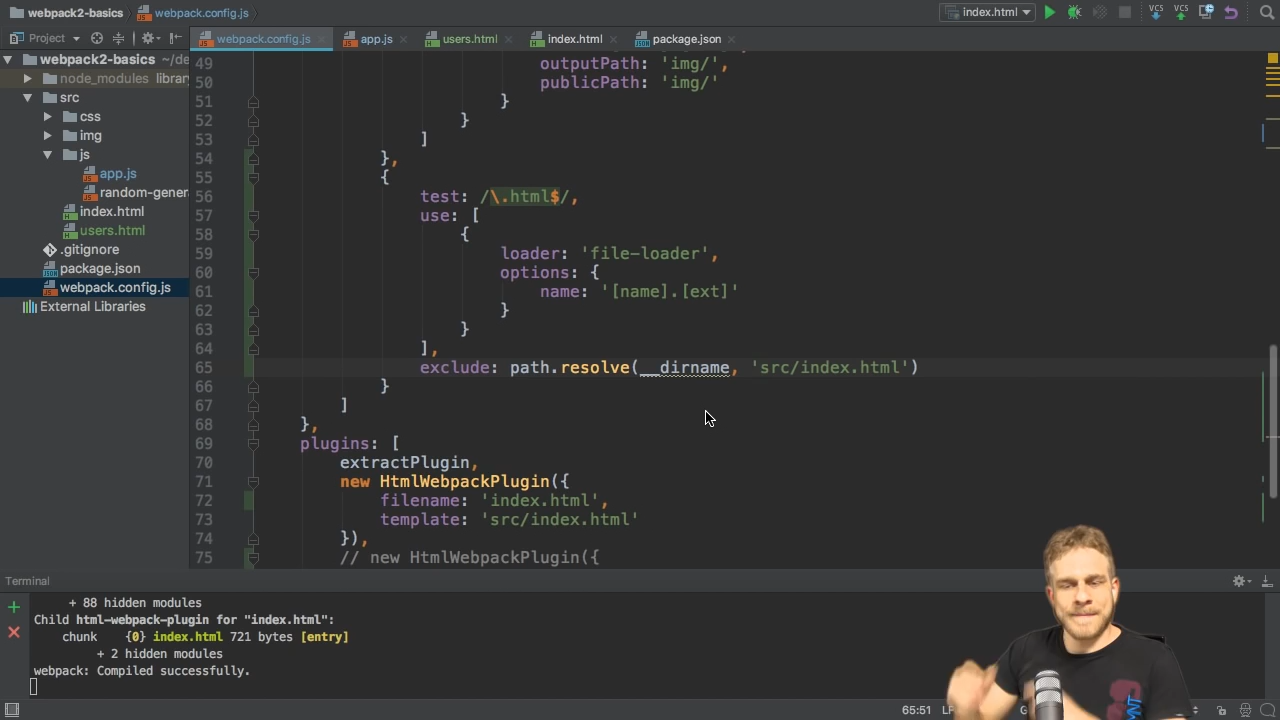 webpack2-basics
webpack.config.js
index.html
Project
webpack.config.js
app.js
users.html
index.html
package.json
webpack2-basics ~/de
node_modules library
src
css
img
js
app.js
random-gener
index.html
users.html
.gitignore
package.json
webpack.config.js
External Libraries
49 outputPath: 'img/',
50 publicPath: 'img/'
51 }
52 }
53 ]
54 },
55 {
56 test: /\.html$/,
57 use: [
58 {
59 loader: 'file-loader',
60 options: {
61 name: '[name].[ext]'
62 }
63 }
64 ],
65 exclude: path.resolve(__dirname, 'src/index.html')
66 }
67 ]
68 },
69 plugins: [
70 extractPlugin,
71 new HtmlWebpackPlugin({
72 filename: 'index.html',
73 template: 'src/index.html'
74 }),
75 // new HtmlWebpackPlugin({
Terminal
+ 88 hidden modules
Child html-webpack-plugin for "index.html":
chunk {0} index.html 721 bytes [entry]
+ 2 hidden modules
webpack: Compiled successfully.
65:51